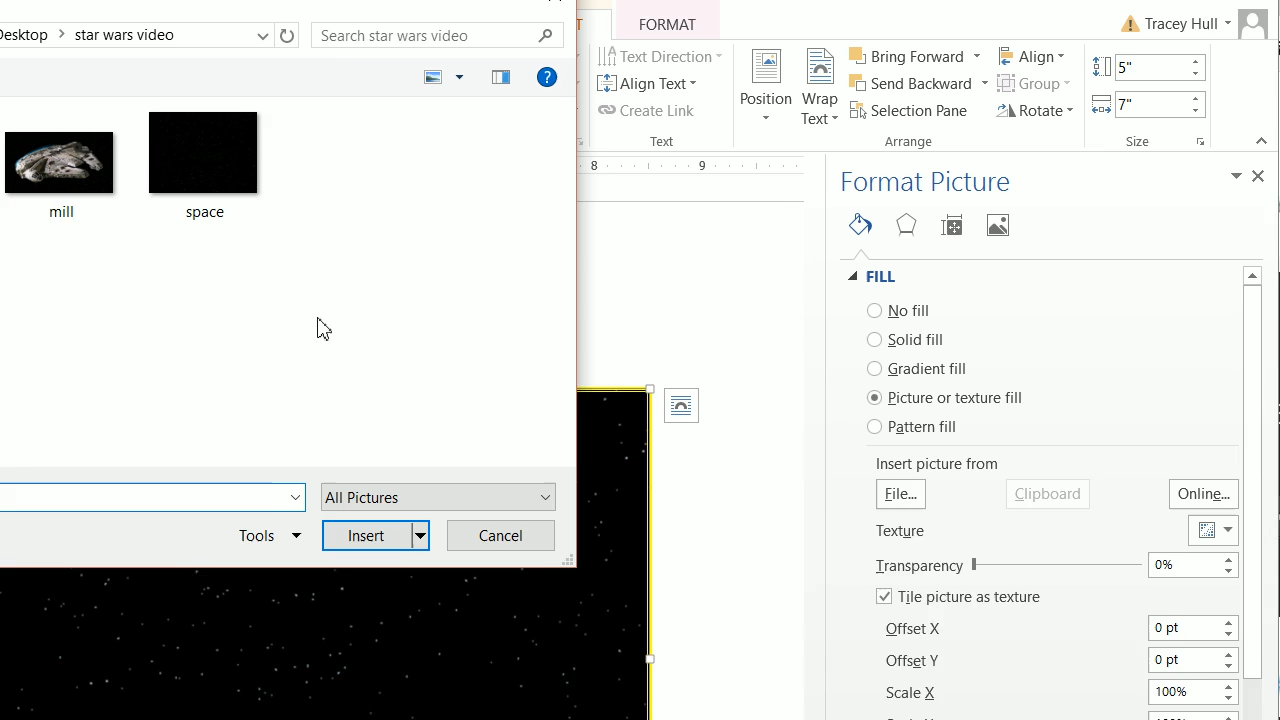 Desktop > star wars video
Search star wars video
mill
space
All Pictures
Tools
Insert
Cancel
T
FORMAT
Tracey Hull
Text Direction
Align Text
Create Link
Text
Position
Wrap
Text
Bring Forward
Send Backward
Selection Pane
Arrange
Align
Group
Rotate
5"
7"
Size
8
9
Format Picture
FILL
No fill
Solid fill
Gradient fill
Picture or texture fill
Pattern fill
Insert picture from
File...
Clipboard
Online...
Texture
Transparency
0%
Tile picture as texture
Offset X
0 pt
Offset Y
0 pt
Scale X
100%